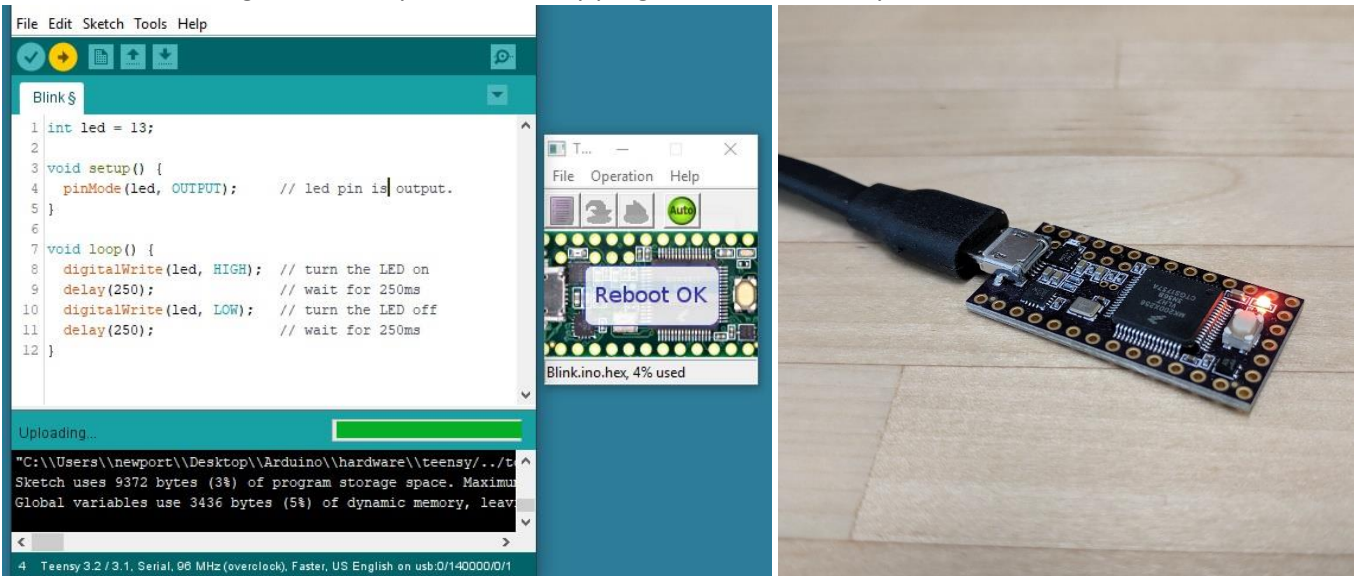 File Edit Sketch Tools Help
Blink §
1 int led = 13;
2
3 void setup() {
4 pinMode(led, OUTPUT); // led pin is output.
5 }
6
7 void loop() {
8 digitalWrite(led, HIGH); // turn the LED on
9 delay(250); // wait for 250ms
10 digitalWrite(led, LOW); // turn the LED off
11 delay(250); // wait for 250ms
12 }
Uploading...
"C:\\Users\\newport\\Desktop\\Arduino\\hardware\\teensy/../t
Sketch uses 9372 bytes (3%) of program storage space. Maximu
Global variables use 3436 bytes (5%) of dynamic memory, leav
4 Teensy 3.2 / 3.1, Serial, 96 MHz (overclock), Faster, US English on usb:0/140000/0/1
T...
File Operation Help
Auto
Reboot OK
Blink.ino.hex, 4% used